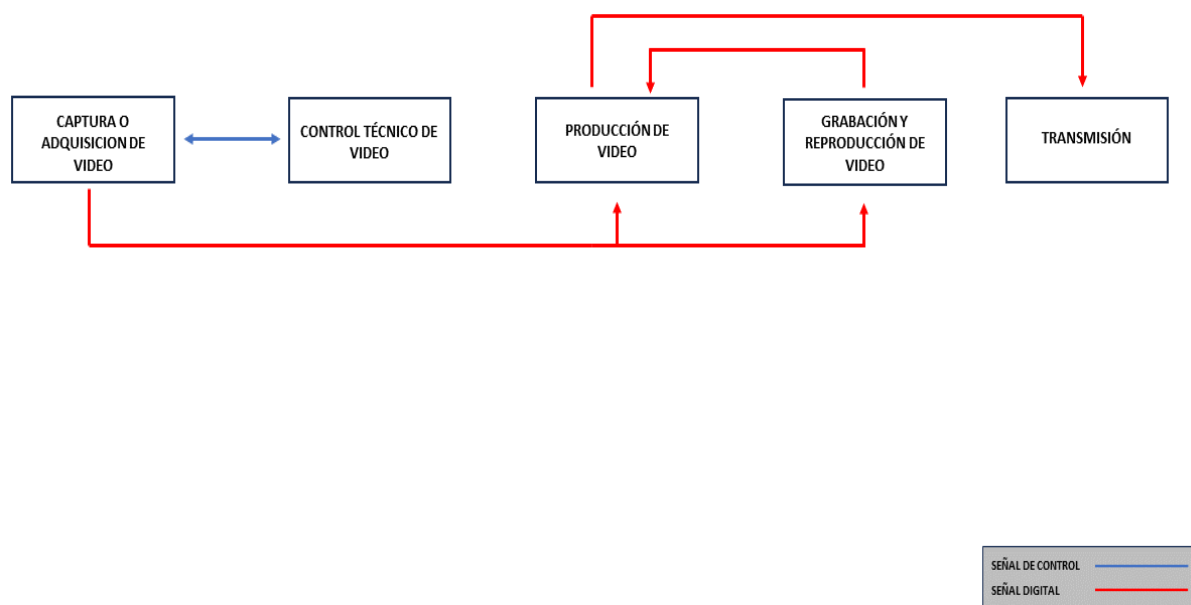 CAPTURA O
ADQUISICION DE
VIDEO
CONTROL TÉCNICO DE
VIDEO
PRODUCCIÓN DE
VIDEO
GRABACIÓN Y
REPRODUCCIÓN DE
VIDEO
TRANSMISIÓN
SEÑAL DE CONTROL
SEÑAL DIGITAL